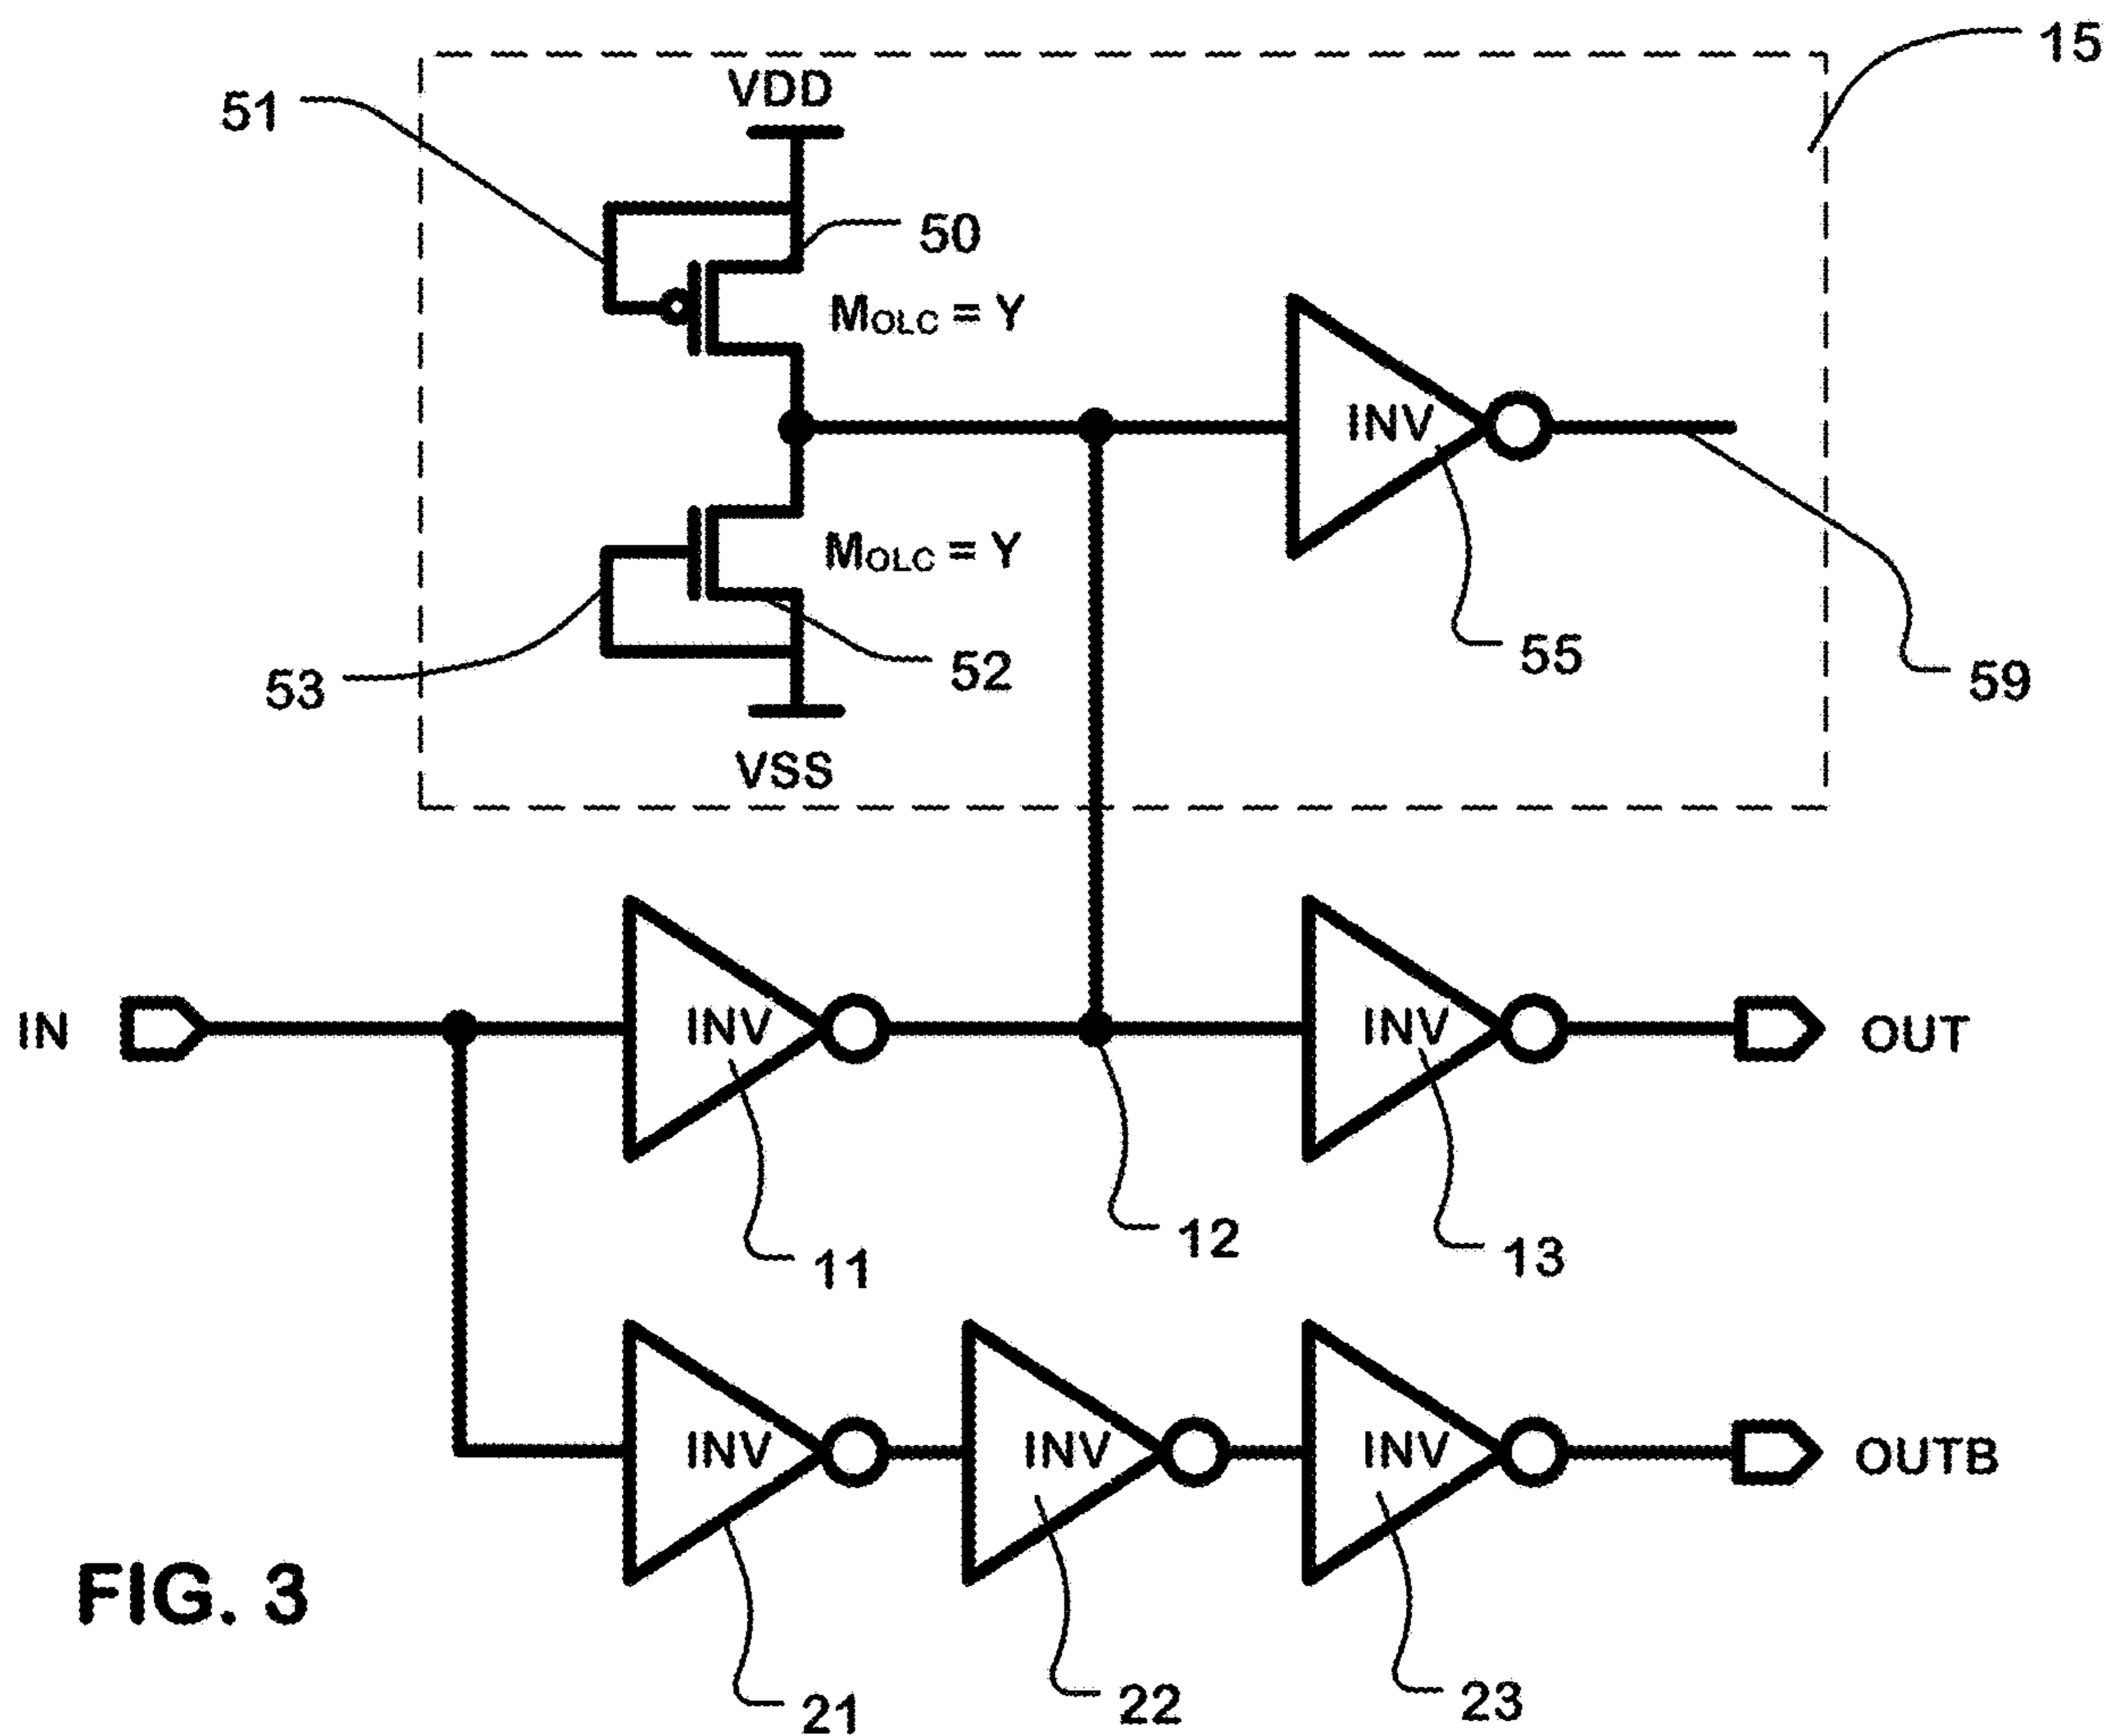 15
51
VDD
50
MOLC = Y
INV
MOLC = Y
53
52
55
59
VSS
IN
INV
INV
OUT
11
12
13
INV
INV
INV
OUTB
FIG. 3
21
22
23